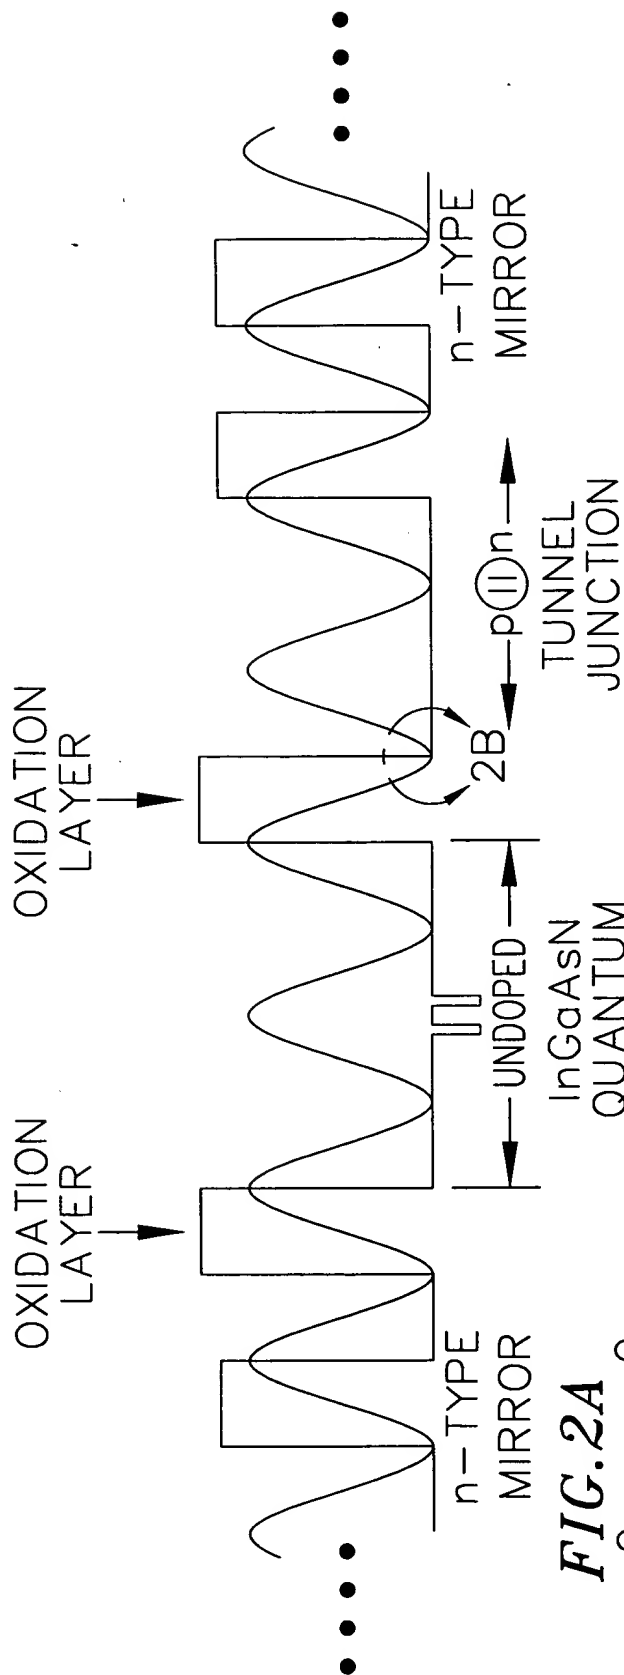 OXIDATION
LAYER
OXIDATION
LAYER
n-TYPE
MIRROR
UNDOPED
InGaAsN
QUANTUM
2B
p n
TUNNEL
JUNCTION
n-TYPE
MIRROR
FIG.2A